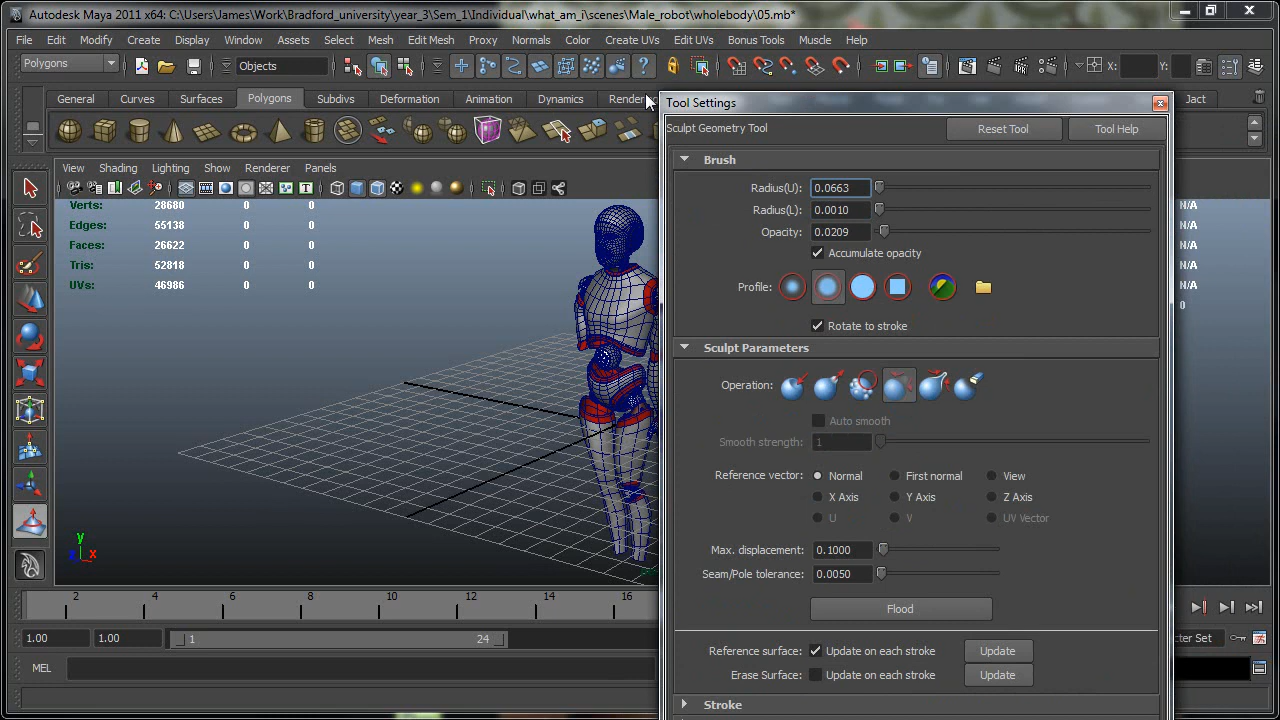 Autodesk Maya 2011 x64: C:\Users\James\Work\Bradford_university\year_3\Sem_1\Individual\what_am_i\scenes\Male_robot\wholebody\05.mb*
File Edit Modify Create Display Window Assets Select Mesh Edit Mesh Proxy Normals Color Create UVs Edit UVs Bonus Tools Muscle Help
Polygons Objects X: Y:
General Curves Surfaces Polygons Subdivs Deformation Animation Dynamics Render Jact
Tool Settings
Sculpt Geometry Tool Reset Tool Tool Help
Brush
View Shading Lighting Show Renderer Panels
Radius(U): 0.0663
Verts: 28680 0 0 N/A
Radius(L): 0.0010
Edges: 55138 0 0 N/A
Opacity: 0.0209
Faces: 26622 0 0 N/A
Accumulate opacity
Tris: 52818 0 0 N/A
UVs: 46986 0 0 N/A
Profile:
0
Rotate to stroke
Sculpt Parameters
Operation:
Auto smooth
Smooth strength: 1
Reference vector: Normal First normal View
X Axis Y Axis Z Axis
U V UV Vector
Max. displacement: 0.1000
y
x
Seam/Pole tolerance: 0.0050
2 4 6 8 10 12 14 16
Flood
1.00 1.00 1 24 cter Set
Reference surface: Update on each stroke Update
MEL
Erase Surface: Update on each stroke Update
Stroke